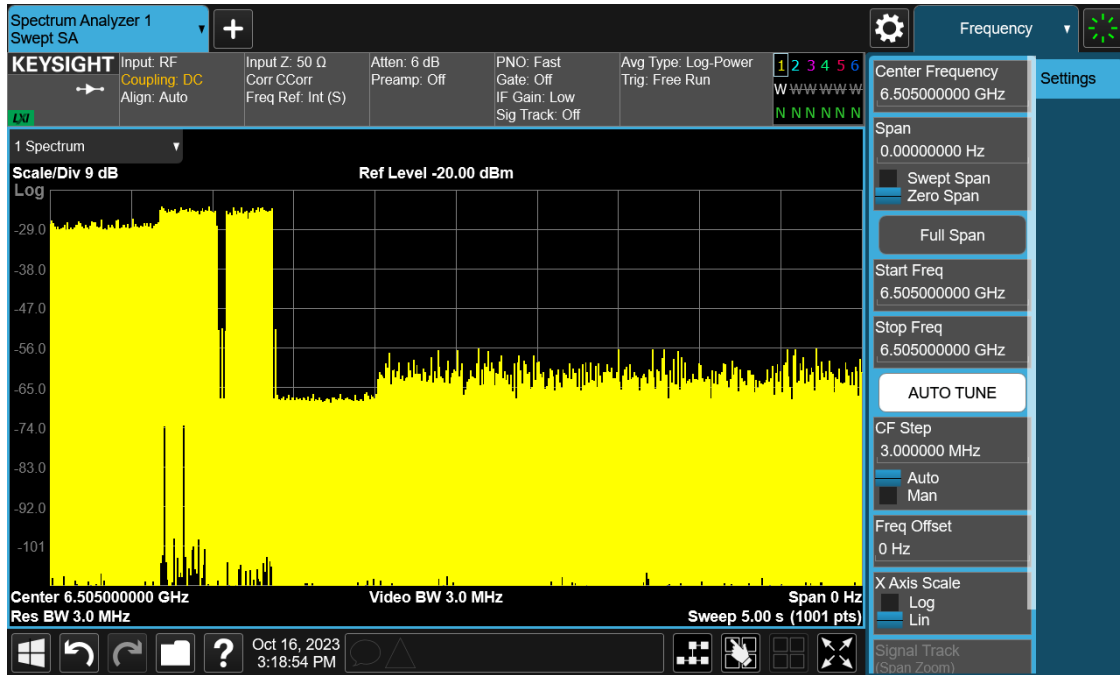 Spectrum Analyzer 1
Swept SA
Frequency
KEYSIGHT
LXI
Input: RF
Coupling: DC
Align: Auto
Input Z: 50 Ω
Corr CCorr
Freq Ref: Int (S)
Atten: 6 dB
Preamp: Off
PNO: Fast
Gate: Off
IF Gain: Low
Sig Track: Off
Avg Type: Log-Power
Trig: Free Run
1 2 3 4 5 6
W W W W W W
N N N N N N
1 Spectrum
Scale/Div 9 dB
Ref Level -20.00 dBm
Log
-29.0
-38.0
-47.0
-56.0
-65.0
-74.0
-83.0
-92.0
-101
Center 6.505000000 GHz
Video BW 3.0 MHz
Span 0 Hz
Res BW 3.0 MHz
Sweep 5.00 s (1001 pts)
?
Oct 16, 2023
3:18:54 PM
Center Frequency
6.505000000 GHz
Settings
Span
0.00000000 Hz
Swept Span
Zero Span
Full Span
Start Freq
6.505000000 GHz
Stop Freq
6.505000000 GHz
AUTO TUNE
CF Step
3.000000 MHz
Auto
Man
Freq Offset
0 Hz
X Axis Scale
Log
Lin
Signal Track
(Span Zoom)